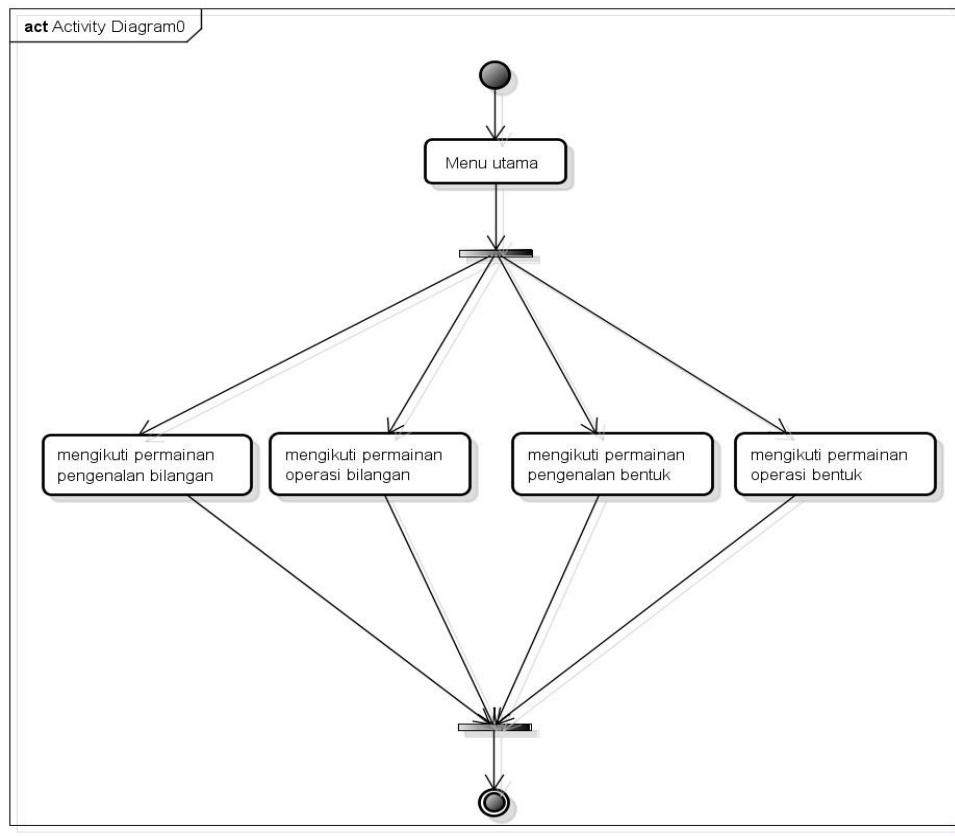 act Activity Diagram0
Menu utama
mengikuti permainan
pengenalan bilangan
mengikuti permainan
operasi bilangan
mengikuti permainan
pengenalan bentuk
mengikuti permainan
operasi bentuk